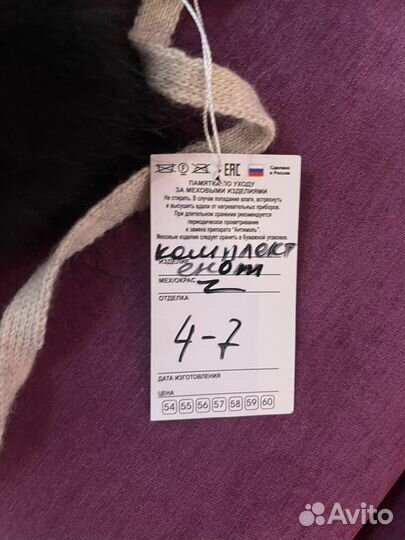 EAC Сделано
в России
ПАМЯТКА ПО УХОДУ
ЗА МЕХОВЫМИ ИЗДЕЛИЯМИ
Не стирать. В случае попадания влаги, встряхнуть
и высушить вдали от нагревательных приборов.
При длительном хранении рекомендуется
периодическое проветривание
и замена препарата "Антимоль".
Меховые изделия следует хранить в бумажной упаковке.
комплект
ИЗДЕЛИЕ
енот
МЕХ/ОКРАС
ОТДЕЛКА
4-7
ДАТА ИЗГОТОВЛЕНИЯ
ЦЕНА
54 55 56 57 58 59 60
Avito